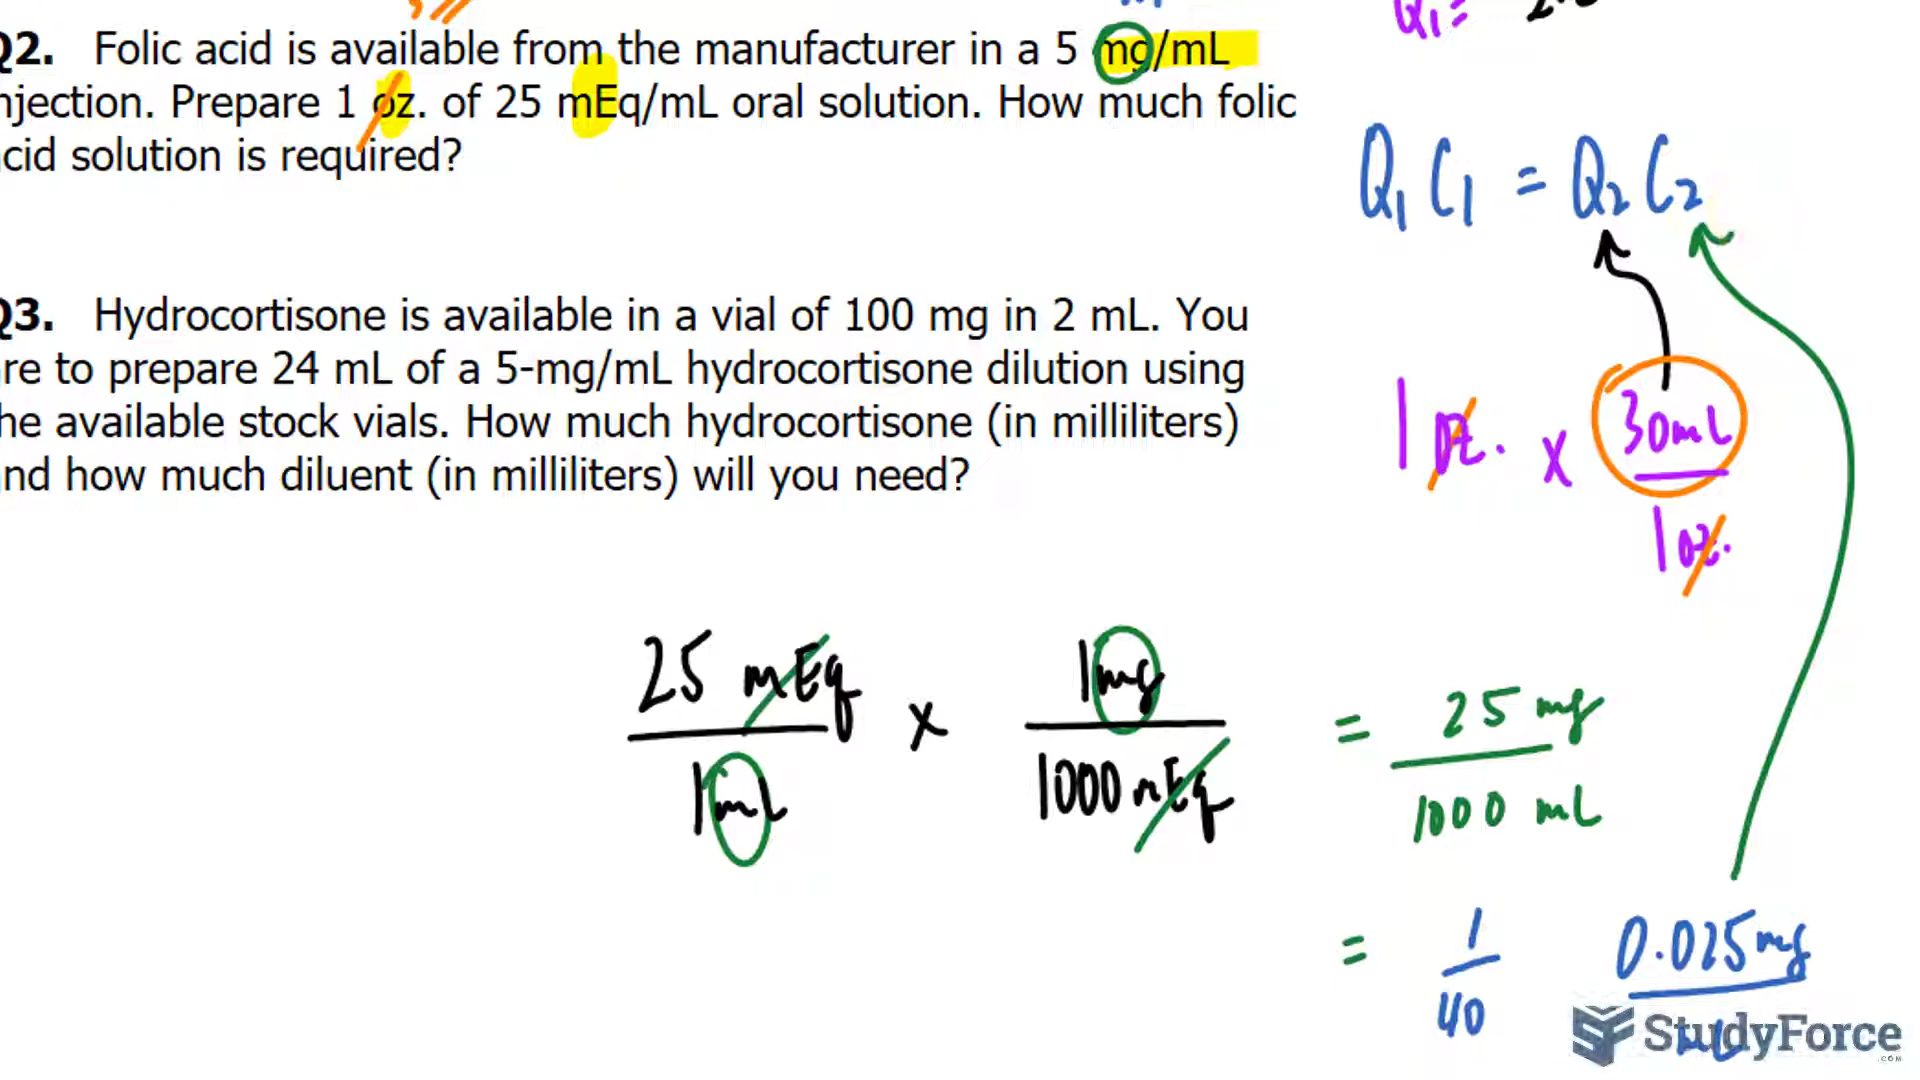 Q2. Folic acid is available from the manufacturer in a 5 mg/mL
njection. Prepare 1 oz. of 25 mEq/mL oral solution. How much folic
cid solution is required?
Q1 =
Q1 C1 = Q2 C2
Q3. Hydrocortisone is available in a vial of 100 mg in 2 mL. You
re to prepare 24 mL of a 5-mg/mL hydrocortisone dilution using
he available stock vials. How much hydrocortisone (in milliliters)
nd how much diluent (in milliliters) will you need?
1 oz. x 30mL
1 oz.
25 mEq x 1mg = 25 mg
1mL 1000 mEq 1000 mL
= 1 0.025 mg
40 mL
StudyForce
.COM